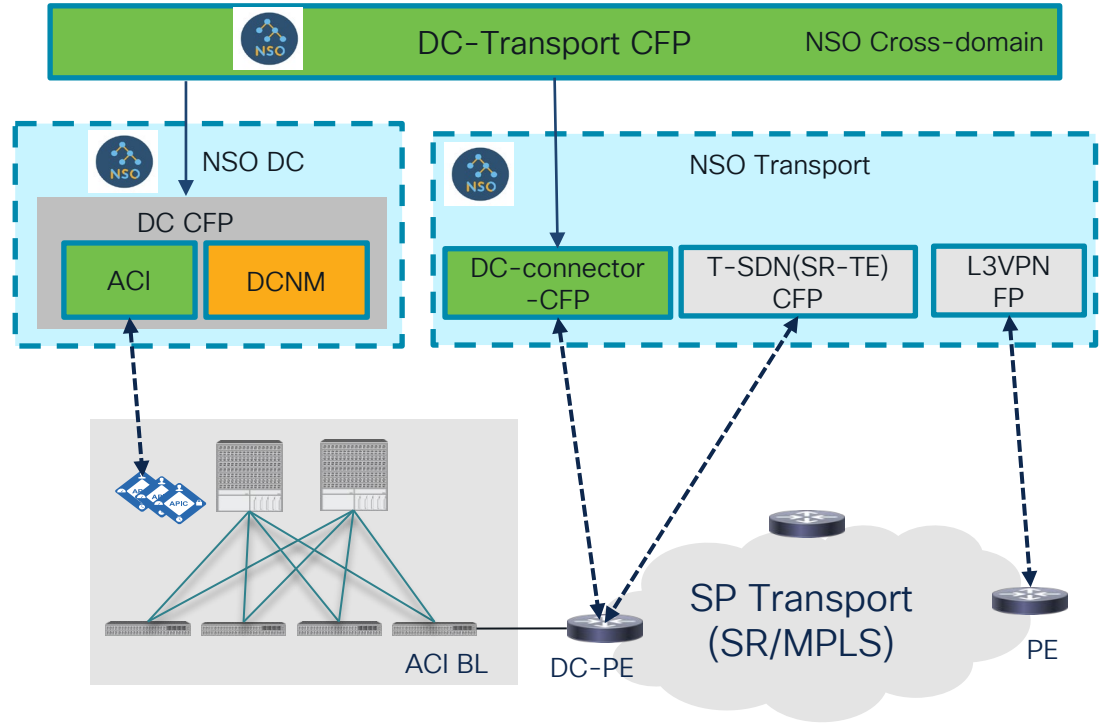 NSO
DC-Transport CFP
NSO Cross-domain
NSO
NSO DC
NSO
NSO Transport
DC CFP
ACI
DCNM
DC-connector
-CFP
T-SDN(SR-TE)
CFP
L3VPN
FP
APIC
SP Transport
(SR/MPLS)
ACI BL
DC-PE
PE